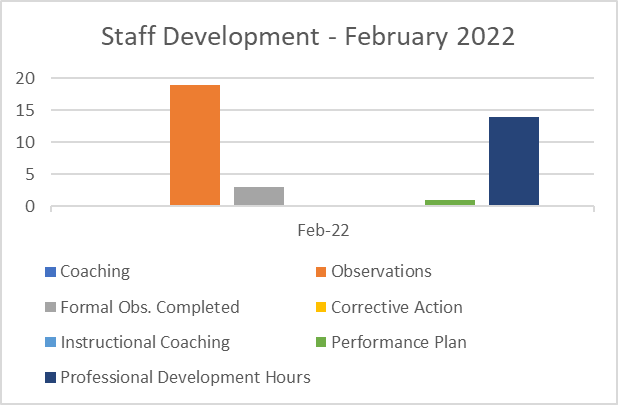 Staff Development - February 2022
20
15
10
5
0
Feb-22
Coaching
Observations
Formal Obs. Completed
Corrective Action
Instructional Coaching
Performance Plan
Professional Development Hours